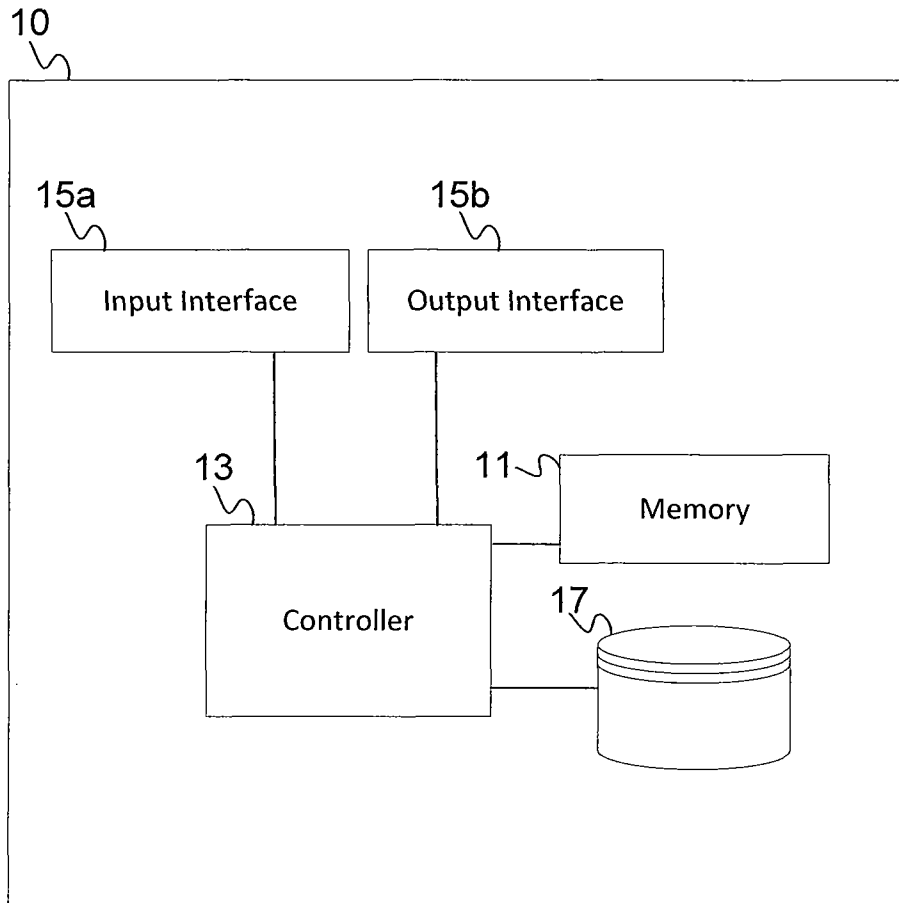 10
15a
15b
Input Interface
Output Interface
13
11
Memory
Controller
17